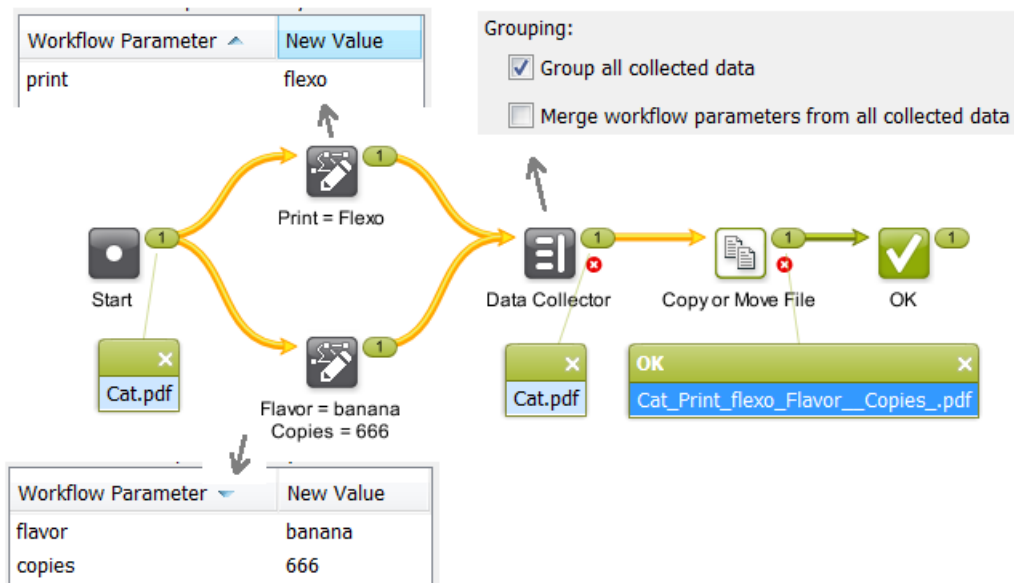 Workflow Parameter New Value
print flexo
Grouping:
Group all collected data
Merge workflow parameters from all collected data
1
Print = Flexo
1
Start
1
Data Collector
1
Copy or Move File
1
OK
Cat.pdf
1
Flavor = banana
Copies = 666
Cat.pdf
OK
Cat_Print_flexo_Flavor__Copies_.pdf
Workflow Parameter New Value
flavor banana
copies 666